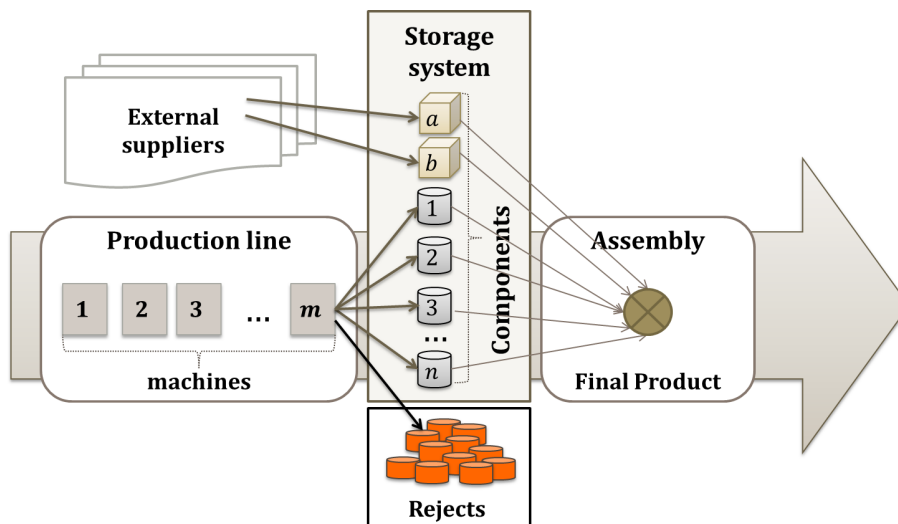 Storage
system
External
suppliers
a
b
Production line
1
2
3
...
m
machines
1
2
3
...
n
Components
Assembly
Final Product
Rejects